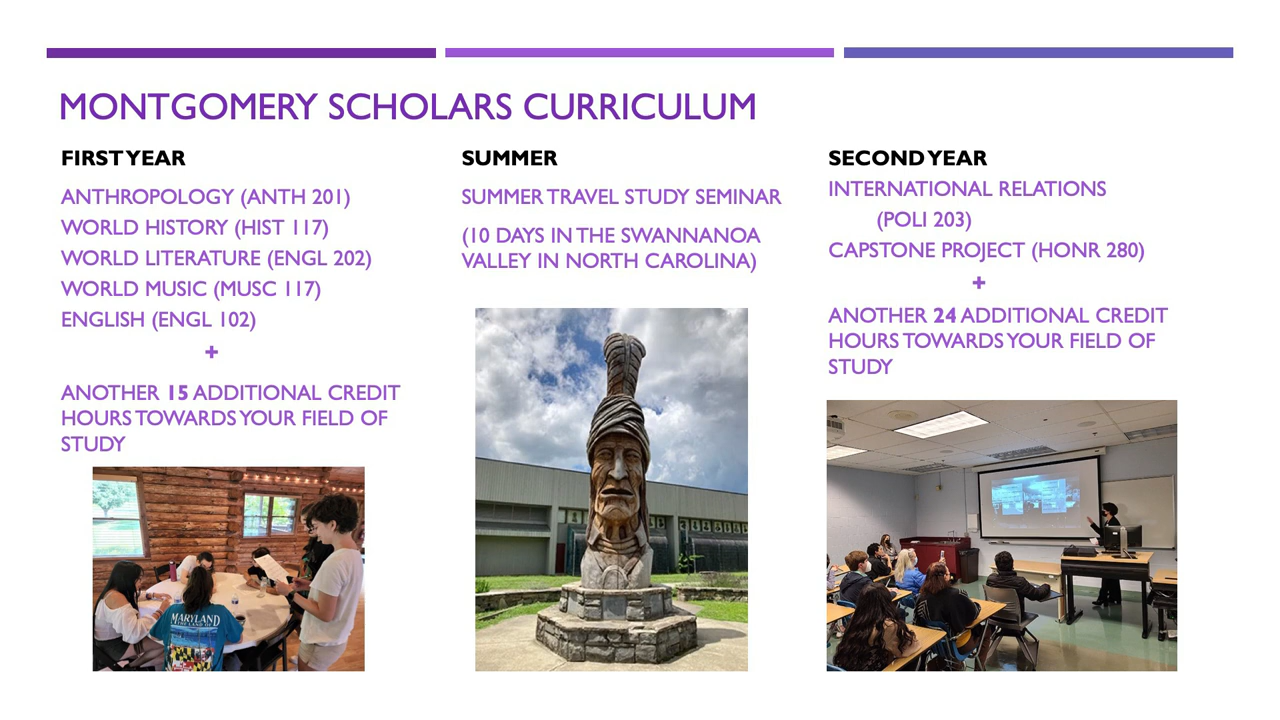 MONTGOMERY SCHOLARS CURRICULUM
FIRST YEAR
ANTHROPOLOGY (ANTH 201)
WORLD HISTORY (HIST 117)
WORLD LITERATURE (ENGL 202)
WORLD MUSIC (MUSC 117)
ENGLISH (ENGL 102)
+
ANOTHER 15 ADDITIONAL CREDIT
HOURS TOWARDS YOUR FIELD OF
STUDY
MARYLAND
SUMMER
SUMMER TRAVEL STUDY SEMINAR
(10 DAYS IN THE SWANNANOA
VALLEY IN NORTH CAROLINA)
SECOND YEAR
INTERNATIONAL RELATIONS
(POLI 203)
CAPSTONE PROJECT (HONR 280)
+
ANOTHER 24 ADDITIONAL CREDIT
HOURS TOWARDS YOUR FIELD OF
STUDY